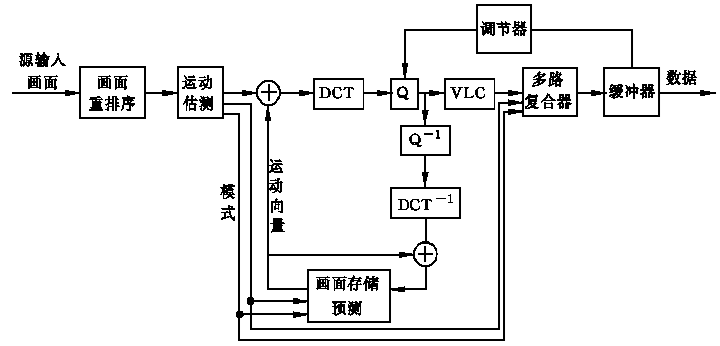 调节器
源输入
画面
画面
重排序
运动
估测
DCT
Q
VLC
多路
复合器
缓冲器
数据
Q⁻¹
运动向量
模式
DCT⁻¹
画面存储
预测